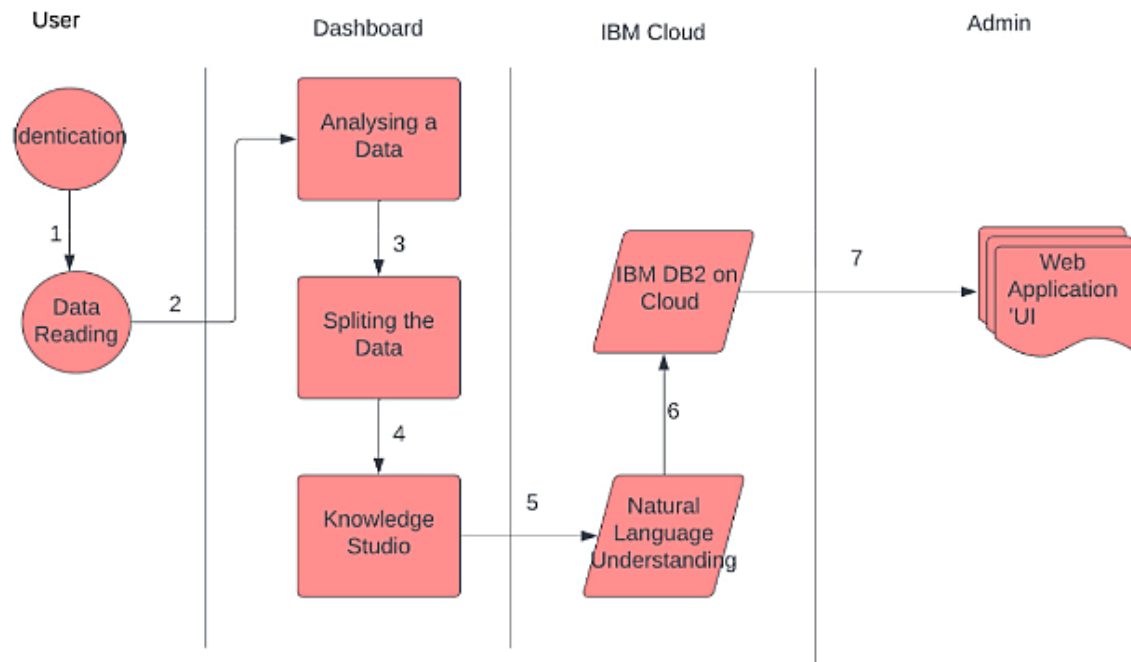 User
Dashboard
IBM Cloud
Admin
Identication
1
Data
Reading
2
Analysing a
Data
3
Spliting the
Data
4
Knowledge
Studio
5
Natural
Language
Understanding
6
IBM DB2 on
Cloud
7
Web
Application
'UI